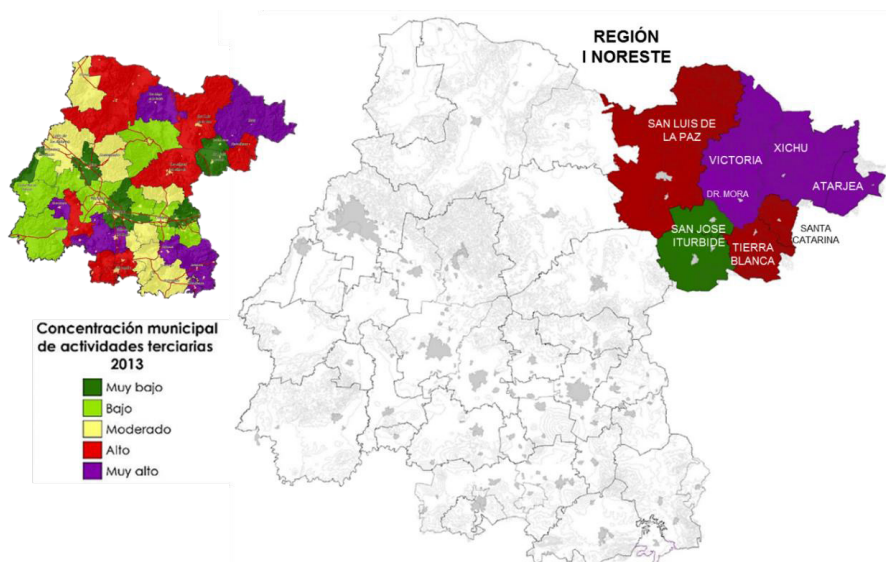 REGIÓN
I NORESTE
SAN LUIS DE
LA PAZ
XICHU
VICTORIA
ATARJEA
DR. MORA
SAN JOSE
ITURBIDE
TIERRA
BLANCA
SANTA
CATARINA
Concentración municipal
de actividades terciarias
2013
Muy bajo
Bajo
Moderado
Alto
Muy alto